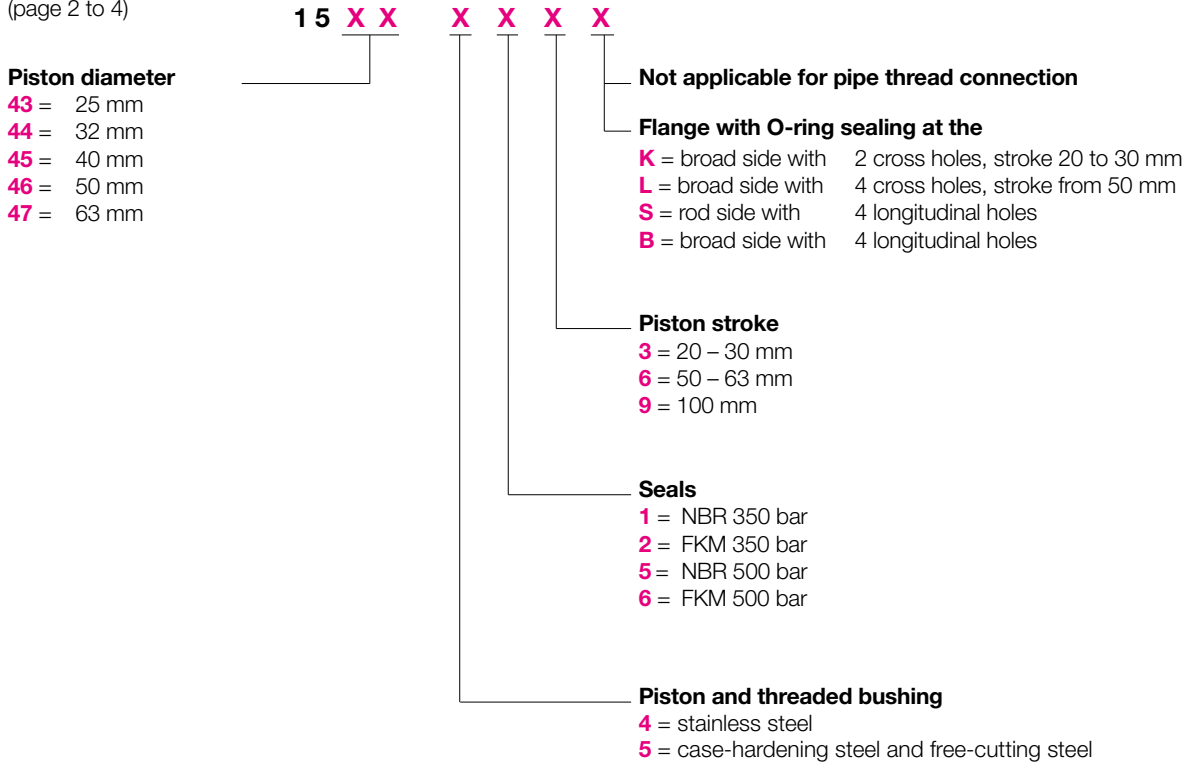 (page 2 to 4)
1 5 X X X X X X
Piston diameter
43 = 25 mm
44 = 32 mm
45 = 40 mm
46 = 50 mm
47 = 63 mm
Not applicable for pipe thread connection
Flange with O-ring sealing at the
K = broad side with 2 cross holes, stroke 20 to 30 mm
L = broad side with 4 cross holes, stroke from 50 mm
S = rod side with 4 longitudinal holes
B = broad side with 4 longitudinal holes
Piston stroke
3 = 20 – 30 mm
6 = 50 – 63 mm
9 = 100 mm
Seals
1 = NBR 350 bar
2 = FKM 350 bar
5 = NBR 500 bar
6 = FKM 500 bar
Piston and threaded bushing
4 = stainless steel
5 = case-hardening steel and free-cutting steel